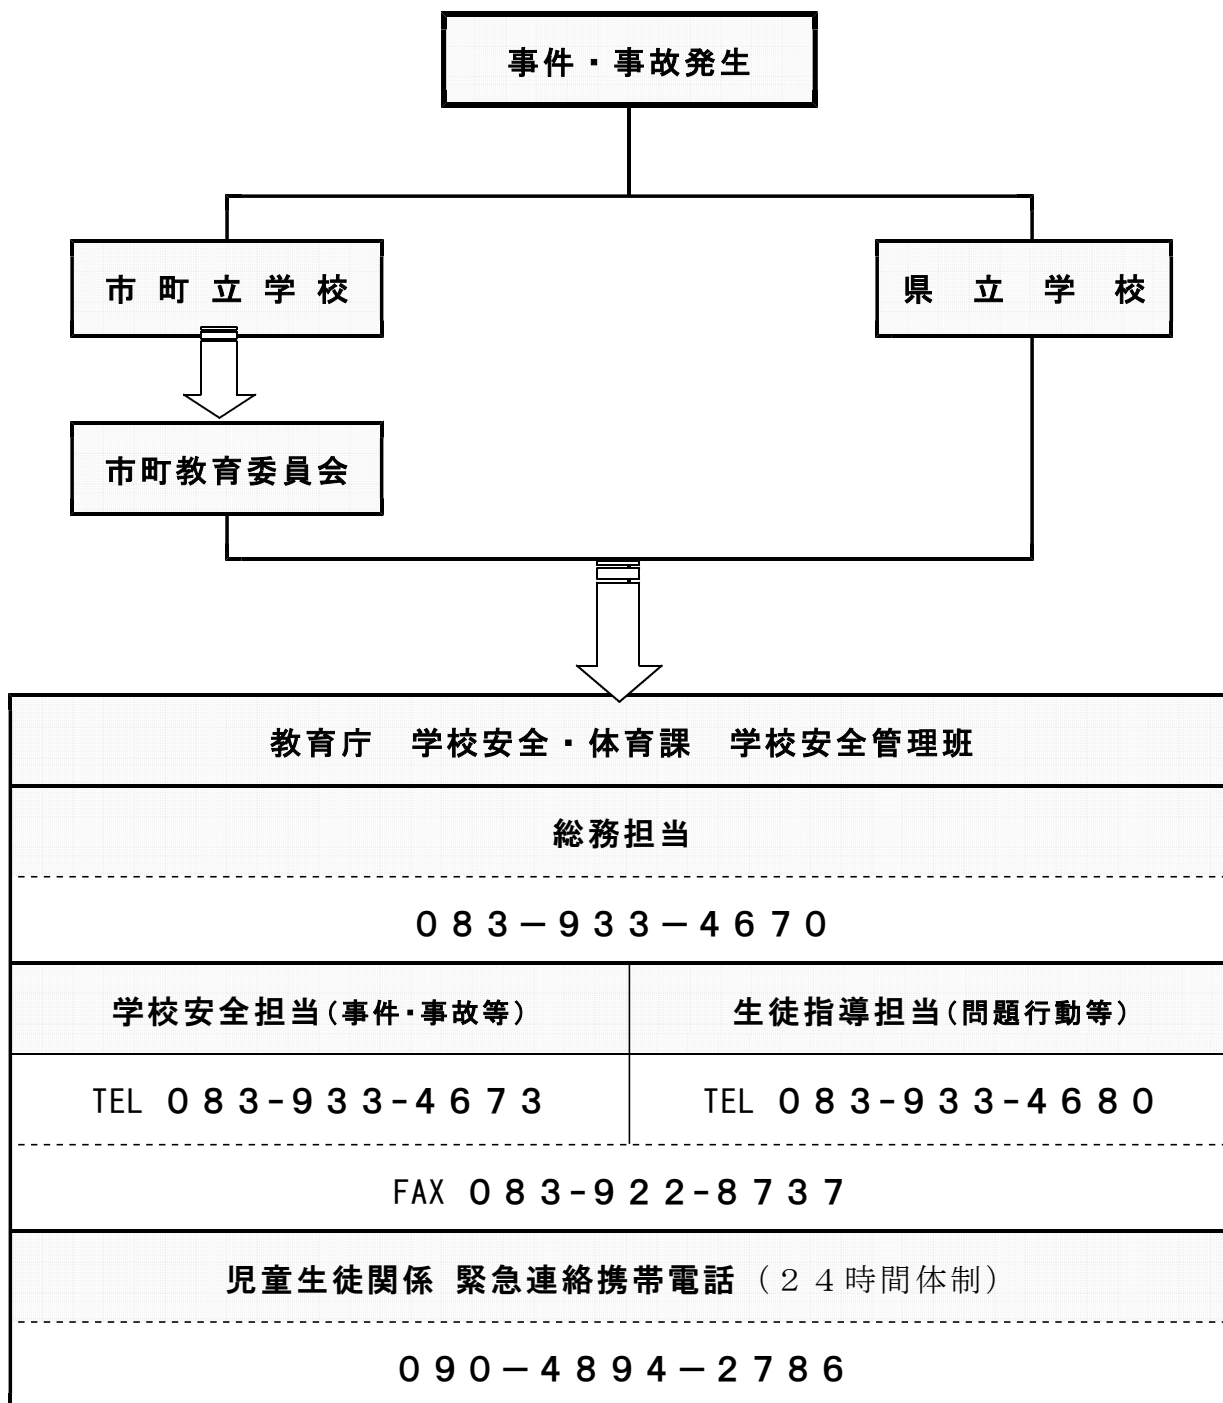 事件・事故発生
市町立学校
県立学校
市町教育委員会
教育庁　学校安全・体育課　学校安全管理班
総務担当
０８３－９３３－４６７０
学校安全担当(事件・事故等)
生徒指導担当(問題行動等)
TEL ０８３-９３３-４６７３
TEL ０８３-９３３-４６８０
FAX ０８３-９２２-８７３７
児童生徒関係 緊急連絡携帯電話（２４時間体制）
０９０－４８９４－２７８６